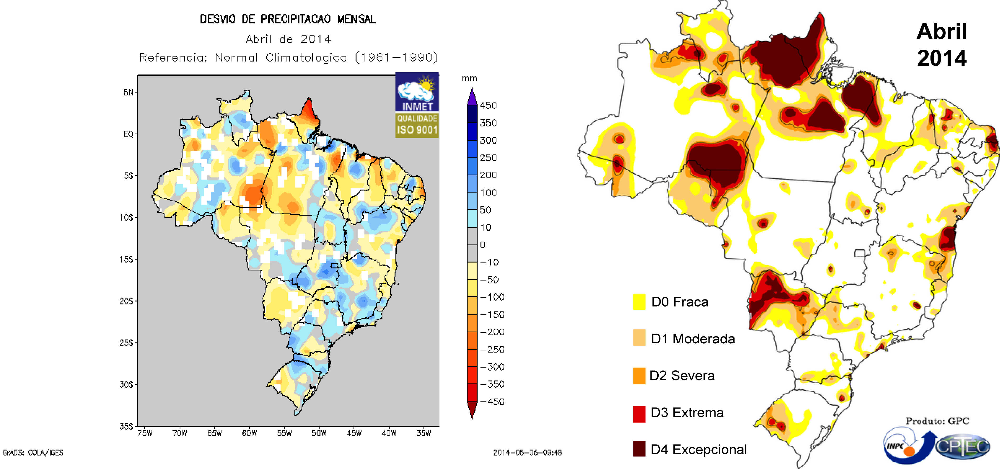 DESVIO DE PRECIPITACAO MENSAL
Abril de 2014
Referencia: Normal Climatologica (1961-1990)
INMET
QUALIDADE
ISO 9001
5N
EQ
5S
10S
15S
20S
25S
30S
35S
75W 70W 65W 60W 55W 50W 45W 40W 35W
mm
450
350
300
250
200
100
50
10
0
-10
-50
-100
-150
-200
-250
-300
-350
-450
GrADS: COLA/IGES
2014-05-05-09:48
Abril
2014
D0 Fraca
D1 Moderada
D2 Severa
D3 Extrema
D4 Excepcional
Produto: GPC
INPE
CPTEC